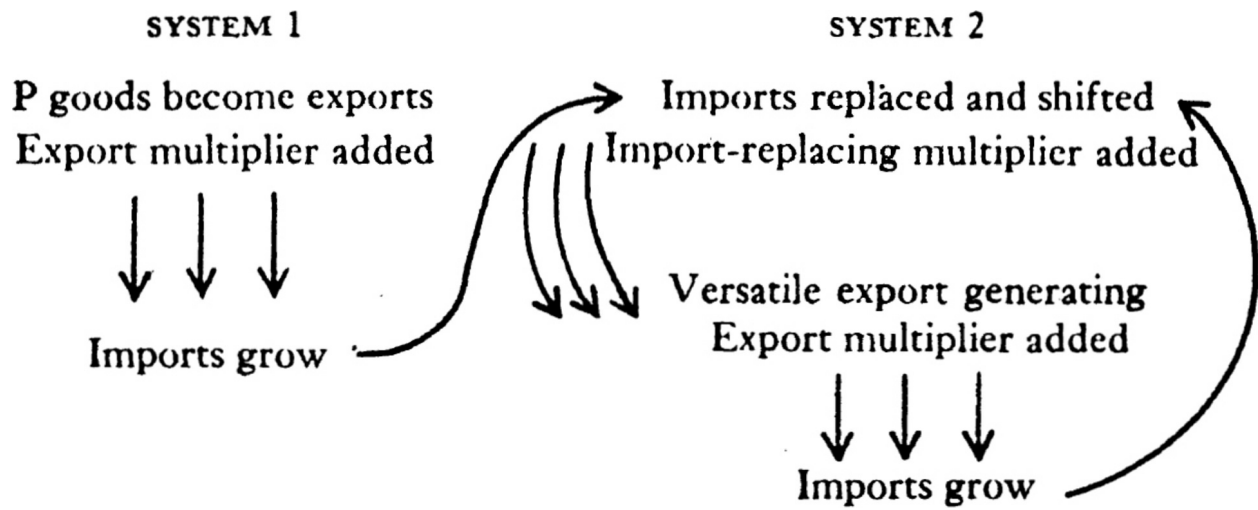 SYSTEM 1
P goods become exports
Export multiplier added
Imports grow
SYSTEM 2
Imports replaced and shifted
Import-replacing multiplier added
Versatile export generating
Export multiplier added
Imports grow